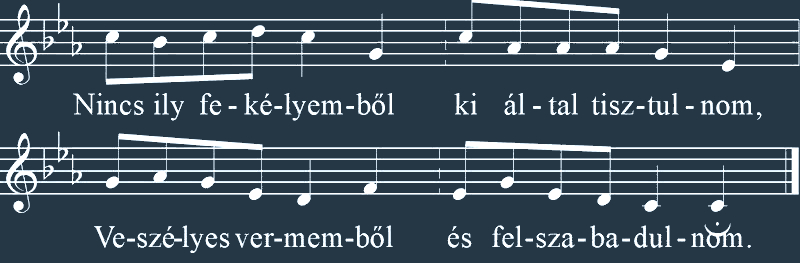 Nincs ily fe-ké-lyem-ből ki ál-tal tisz-tul-nom,
Ve-szé-lyes ver-mem-ből és fel-sza-ba-dul-nom.